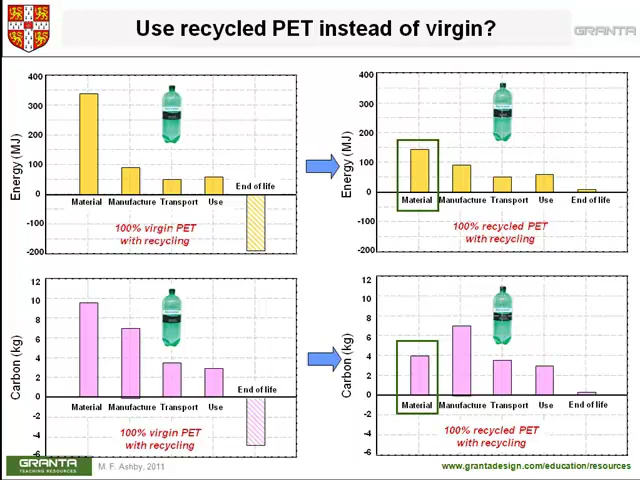 Use recycled PET instead of virgin?
GRANTA
400
300
200
100
0
-100
-200
Energy (MJ)
Material
Manufacture
Transport
Use
End of life
100% virgin PET
with recycling
400
300
200
100
0
-100
-200
Energy (MJ)
Material
Manufacture
Transport
Use
End of life
100% recycled PET
with recycling
12
10
8
6
4
2
0
-2
-4
-6
Carbon (kg)
Material
Manufacture
Transport
Use
End of life
100% virgin PET
with recycling
12
10
8
6
4
2
0
-2
-4
-6
Carbon (kg)
Material
Manufacture
Transport
Use
End of life
100% recycled PET
with recycling
GRANTA
TEACHING RESOURCES
M. F. Ashby, 2011
www.grantadesign.com/education/resources